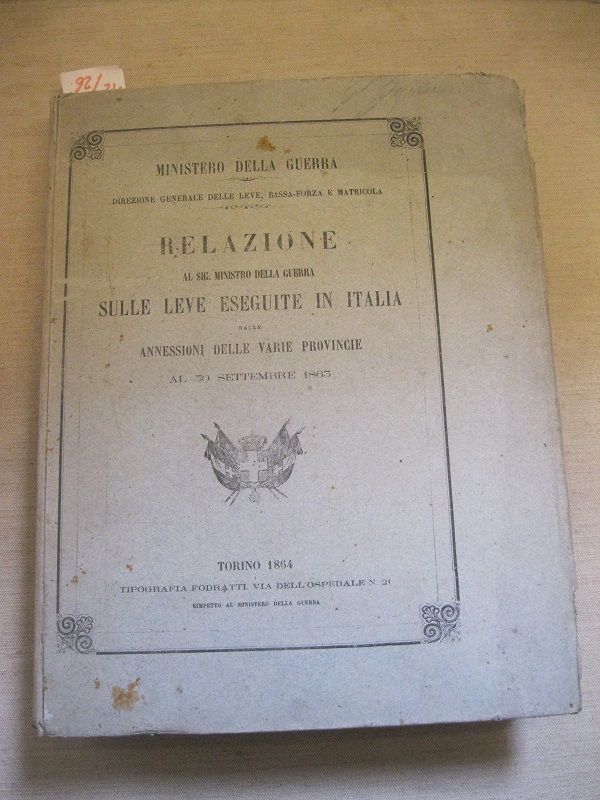 92/26
MINISTERO DELLA GUERRA
DIREZIONE GENERALE DELLE LEVE, BASSA-FORZA E MATRICOLA
RELAZIONE
AL SIG. MINISTRO DELLA GUERRA
SULLE LEVE ESEGUITE IN ITALIA
DALLE
ANNESSIONI DELLE VARIE PROVINCIE
AL 30 SETTEMBRE 1863
TORINO 1864
TIPOGRAFIA FODRATTI, VIA DELL'OSPEDALE N. 21
RIMPETTO AL MINISTERO DELLA GUERRA